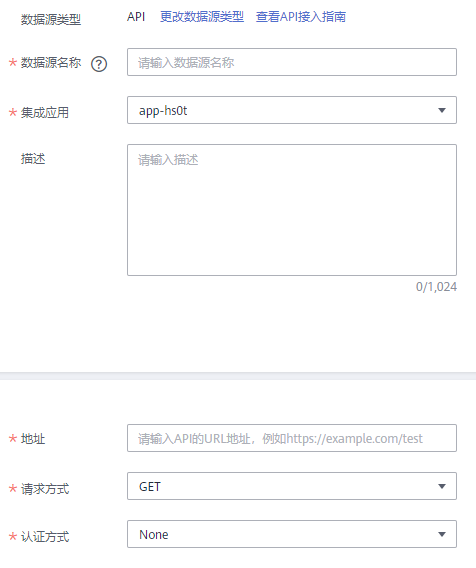 数据源类型 API 更改数据源类型 查看API接入指南
* 数据源名称 ? 请输入数据源名称
* 集成应用 app-hs0t
描述 请输入描述
0/1,024
* 地址 请输入API的URL地址，例如https://example.com/test
* 请求方式 GET
* 认证方式 None